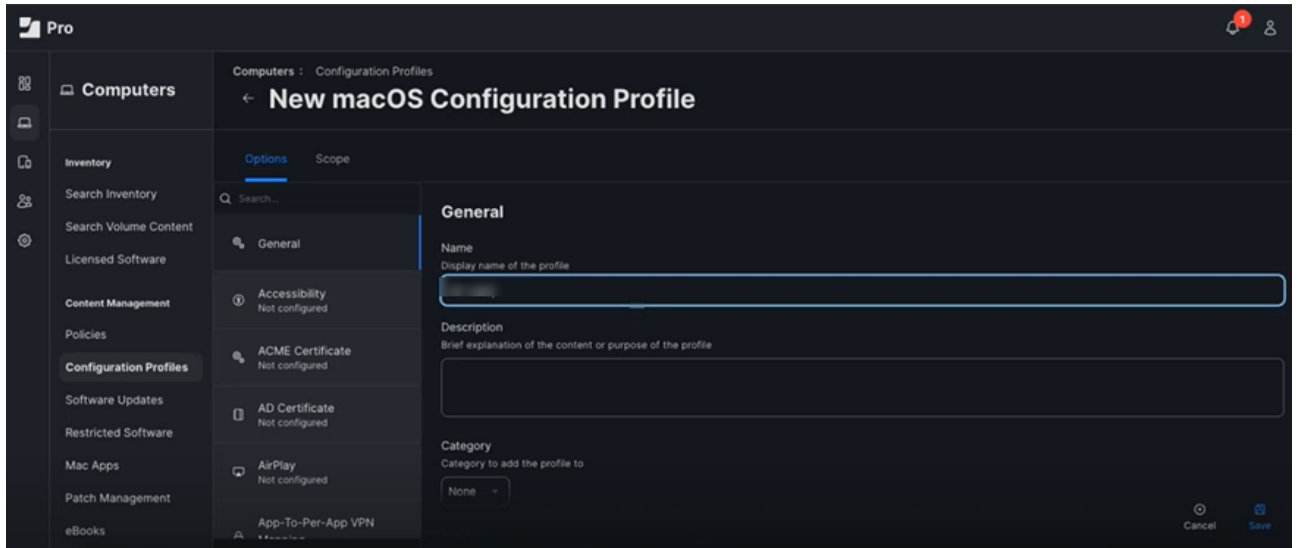 Pro
1
Computers
Computers : Configuration Profiles
← New macOS Configuration Profile
Inventory
Search Inventory
Search Volume Content
Licensed Software
Content Management
Policies
Configuration Profiles
Software Updates
Restricted Software
Mac Apps
Patch Management
eBooks
Options Scope
Search...
General
Accessibility
Not configured
ACME Certificate
Not configured
AD Certificate
Not configured
AirPlay
Not configured
App-To-Per-App VPN
Mapping
General
Name
Display name of the profile
Description
Brief explanation of the content or purpose of the profile
Category
Category to add the profile to
None
Cancel Save